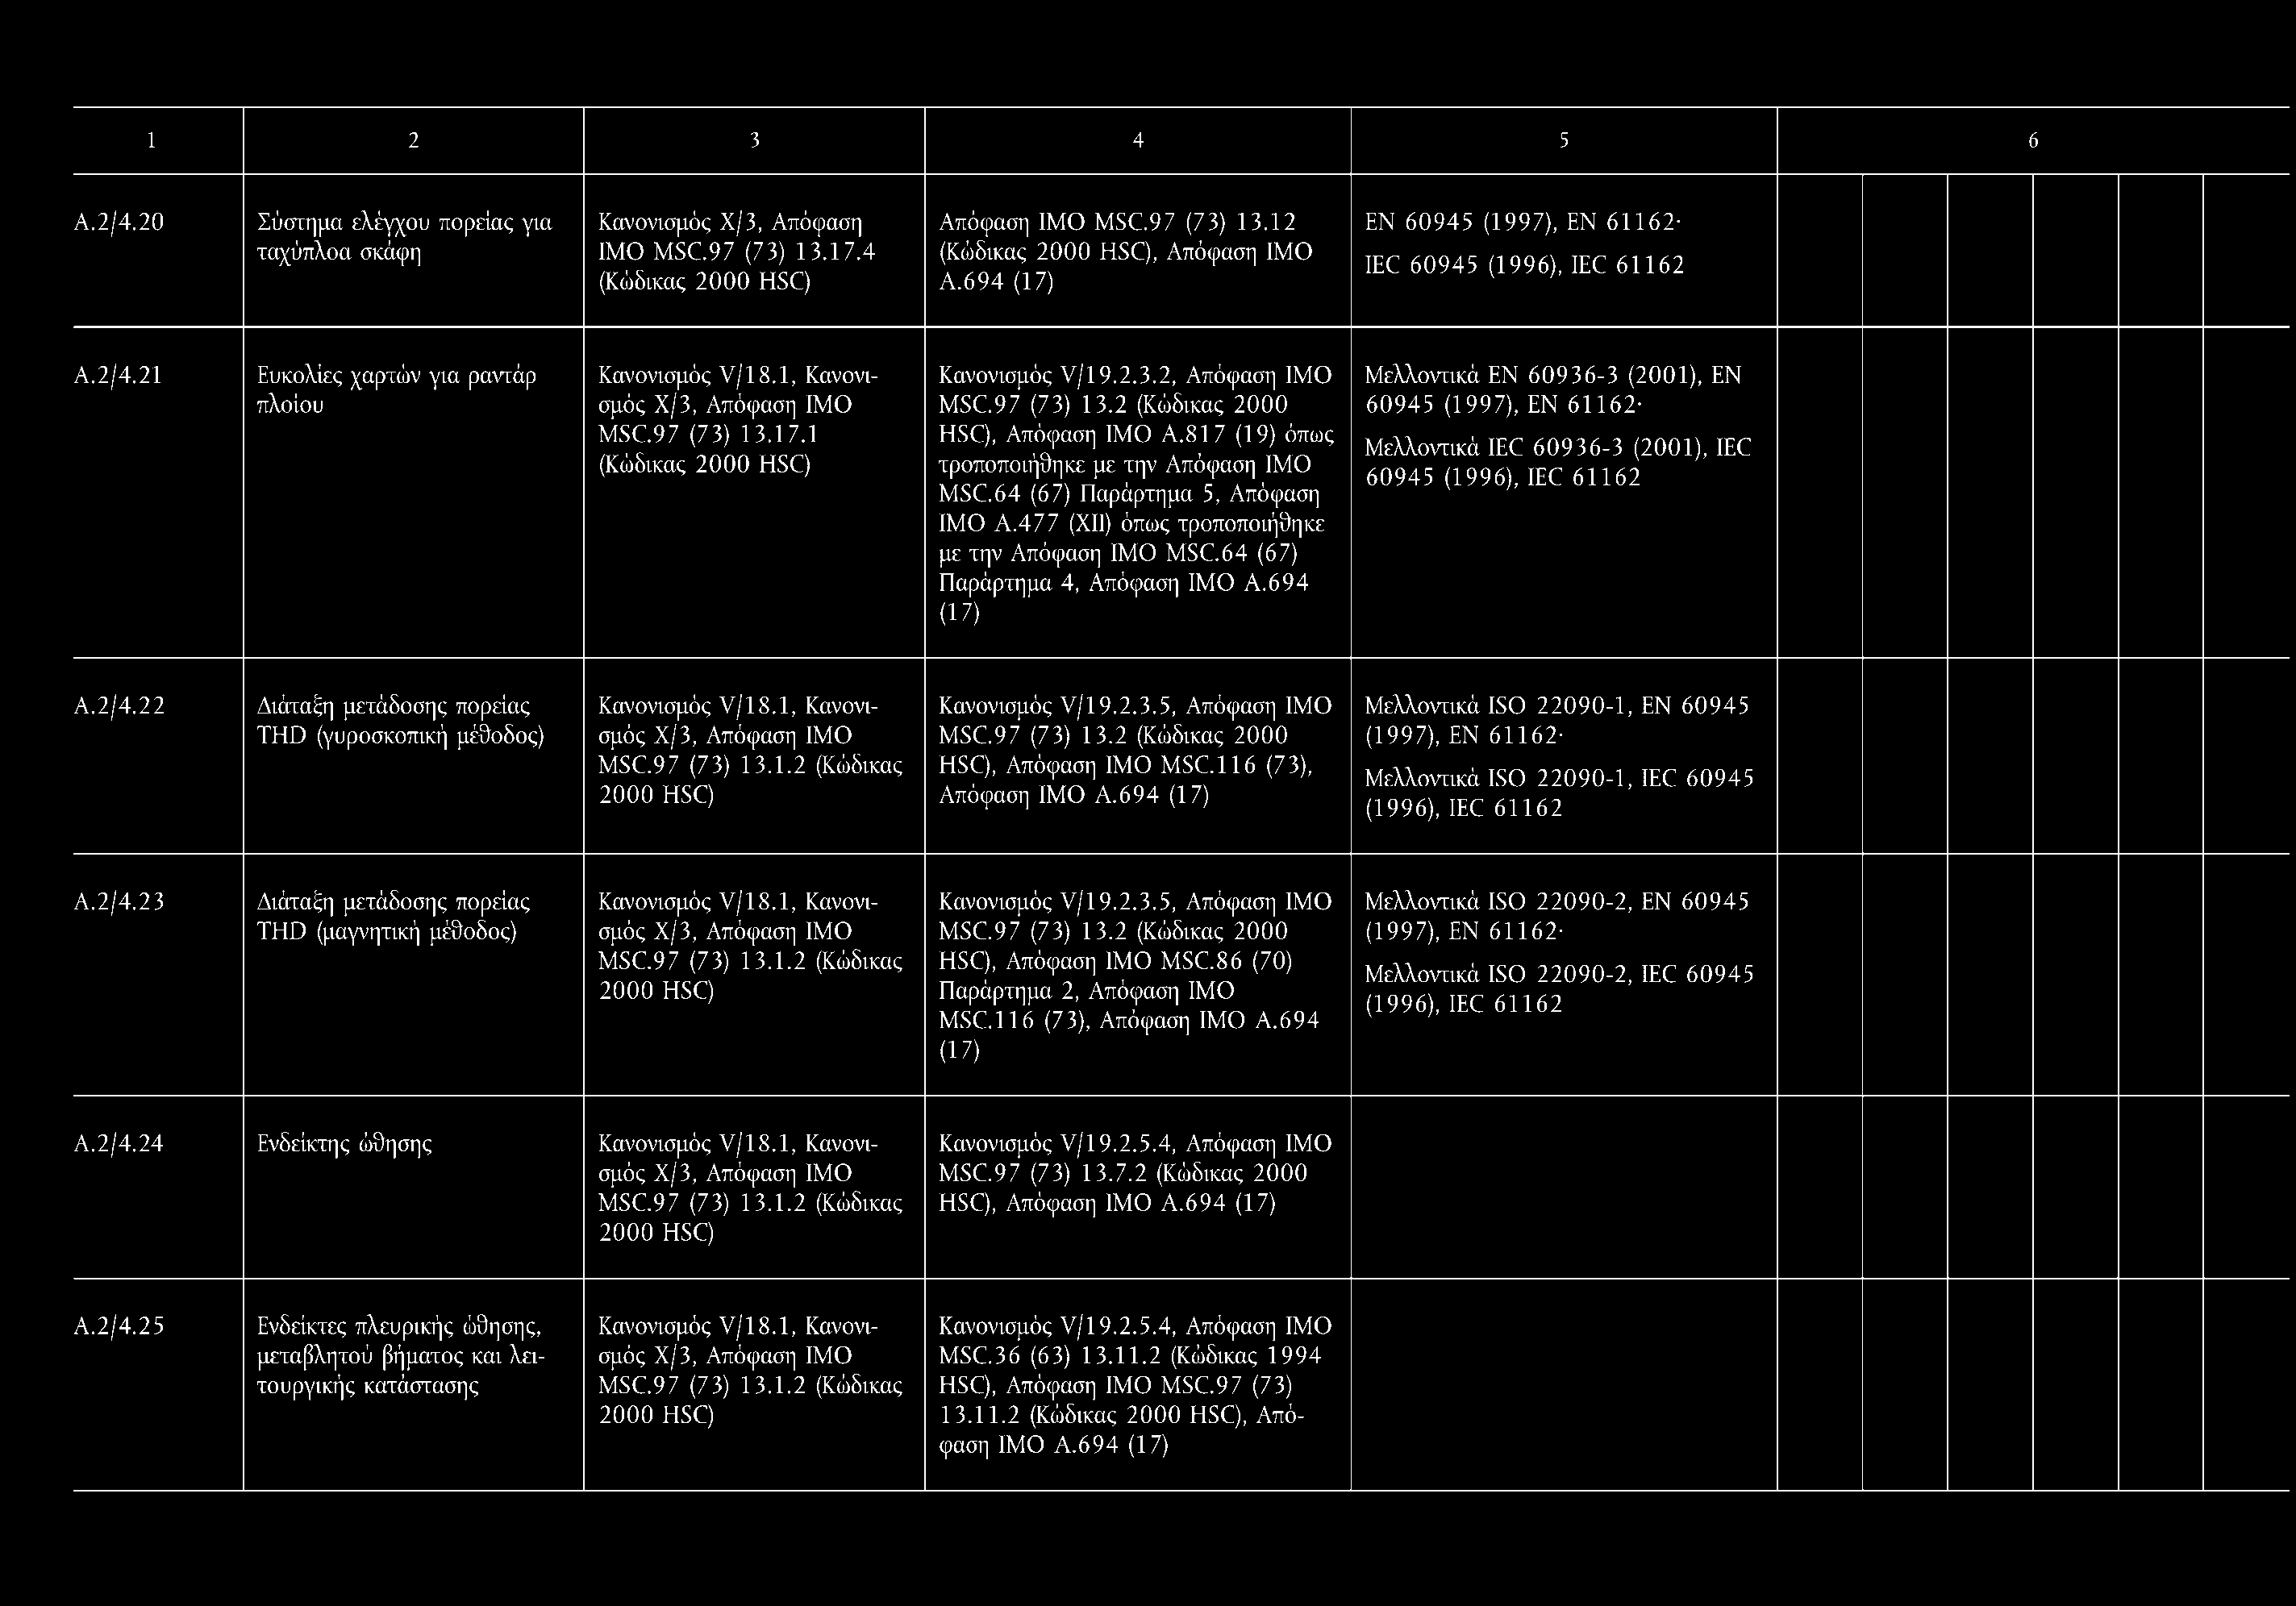 1 2 3 4 5 6
A.2/4.20
Σύστημα ελέγχου πορείας για
ταχύπλοα σκάφη
Κανονισμός X/3, Απόφαση
IMO MSC.97 (73) 13.17.4
(Κώδικας 2000 HSC)
Απόφαση IMO MSC.97 (73) 13.12
(Κώδικας 2000 HSC), Απόφαση IMO
A.694 (17)
EN 60945 (1997), EN 61162·
IEC 60945 (1996), IEC 61162
A.2/4.21
Ευκολίες χαρτών για ραντάρ
πλοίου
Κανονισμός V/18.1, Κανονι-
σμός X/3, Απόφαση IMO
MSC.97 (73) 13.17.1
(Κώδικας 2000 HSC)
Κανονισμός V/19.2.3.2, Απόφαση IMO
MSC.97 (73) 13.2 (Κώδικας 2000
HSC), Απόφαση IMO A.817 (19) όπως
τροποποιήθηκε με την Απόφαση IMO
MSC.64 (67) Παράρτημα 5, Απόφαση
IMO A.477 (XII) όπως τροποποιήθηκε
με την Απόφαση IMO MSC.64 (67)
Παράρτημα 4, Απόφαση IMO A.694
(17)
Μελλοντικά EN 60936-3 (2001), EN
60945 (1997), EN 61162·
Μελλοντικά IEC 60936-3 (2001), IEC
60945 (1996), IEC 61162
A.2/4.22
Διάταξη μετάδοσης πορείας
THD (γυροσκοπική μέθοδος)
Κανονισμός V/18.1, Κανονι-
σμός X/3, Απόφαση IMO
MSC.97 (73) 13.1.2 (Κώδικας
2000 HSC)
Κανονισμός V/19.2.3.5, Απόφαση IMO
MSC.97 (73) 13.2 (Κώδικας 2000
HSC), Απόφαση IMO MSC.116 (73),
Απόφαση IMO A.694 (17)
Μελλοντικά ISO 22090-1, EN 60945
(1997), EN 61162·
Μελλοντικά ISO 22090-1, IEC 60945
(1996), IEC 61162
A.2/4.23
Διάταξη μετάδοσης πορείας
THD (μαγνητική μέθοδος)
Κανονισμός V/18.1, Κανονι-
σμός X/3, Απόφαση IMO
MSC.97 (73) 13.1.2 (Κώδικας
2000 HSC)
Κανονισμός V/19.2.3.5, Απόφαση IMO
MSC.97 (73) 13.2 (Κώδικας 2000
HSC), Απόφαση IMO MSC.86 (70)
Παράρτημα 2, Απόφαση IMO
MSC.116 (73), Απόφαση IMO A.694
(17)
Μελλοντικά ISO 22090-2, EN 60945
(1997), EN 61162·
Μελλοντικά ISO 22090-2, IEC 60945
(1996), IEC 61162
A.2/4.24
Ενδείκτης ώθησης
Κανονισμός V/18.1, Κανονι-
σμός X/3, Απόφαση IMO
MSC.97 (73) 13.1.2 (Κώδικας
2000 HSC)
Κανονισμός V/19.2.5.4, Απόφαση IMO
MSC.97 (73) 13.7.2 (Κώδικας 2000
HSC), Απόφαση IMO A.694 (17)
A.2/4.25
Ενδείκτες πλευρικής ώθησης,
μεταβλητού βήματος και λει-
τουργικής κατάστασης
Κανονισμός V/18.1, Κανονι-
σμός X/3, Απόφαση IMO
MSC.97 (73) 13.1.2 (Κώδικας
2000 HSC)
Κανονισμός V/19.2.5.4, Απόφαση IMO
MSC.36 (63) 13.11.2 (Κώδικας 1994
HSC), Απόφαση IMO MSC.97 (73)
13.11.2 (Κώδικας 2000 HSC), Από-
φαση IMO A.694 (17)